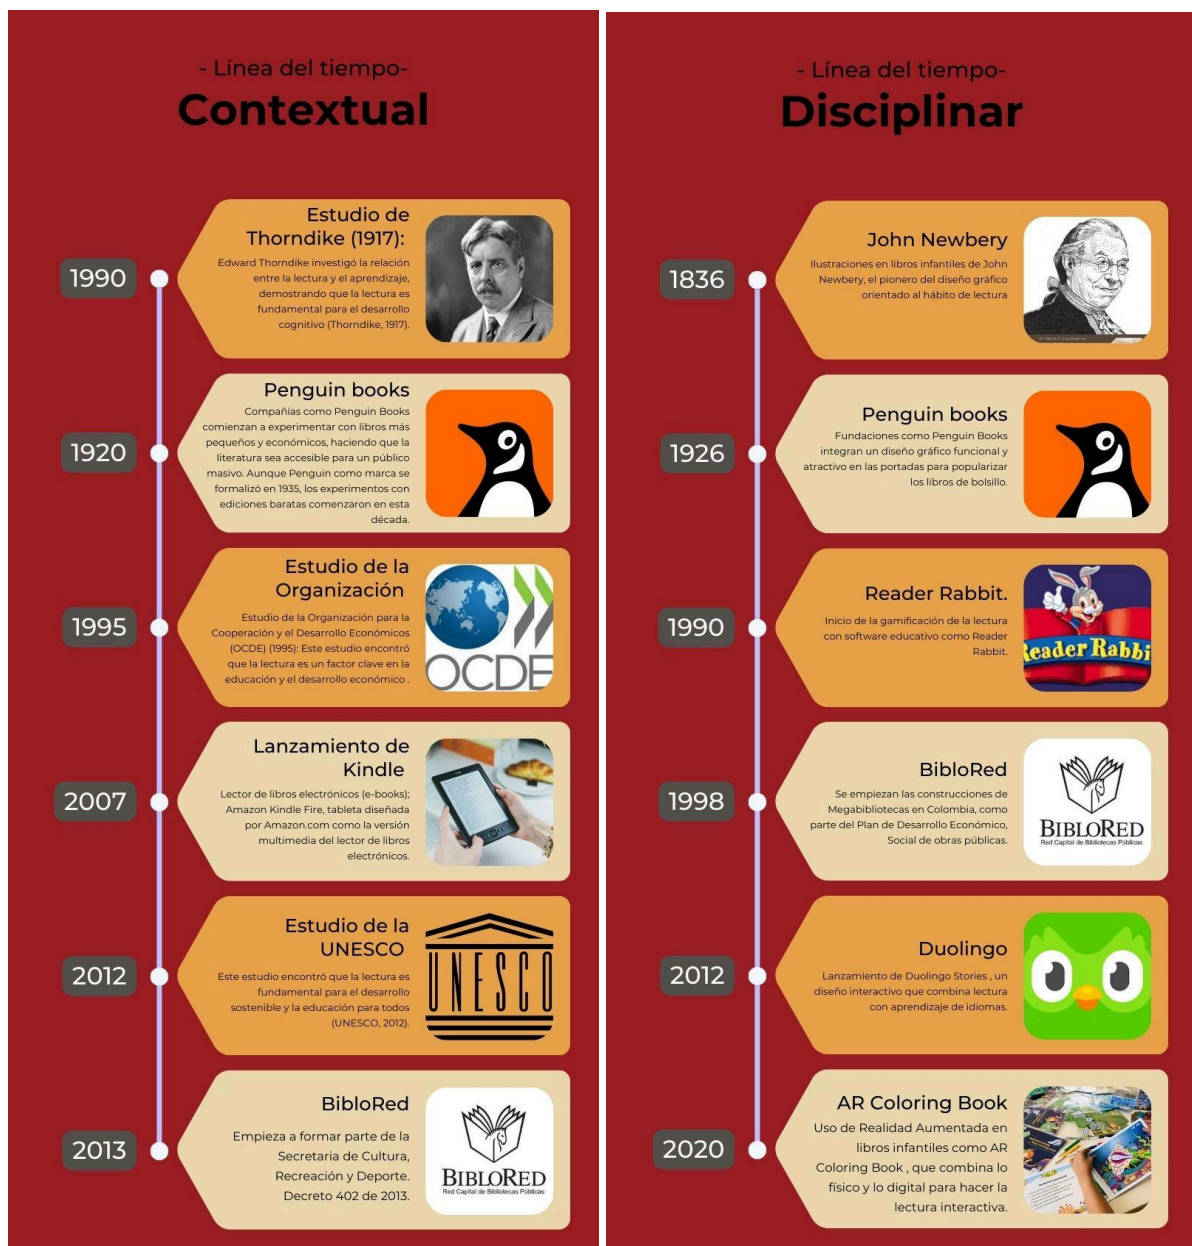 - Línea del tiempo-
Contextual
1990
Estudio de
Thorndike (1917):
Edward Thorndike investigó la relación
entre la lectura y el aprendizaje,
demostrando que la lectura es
fundamental para el desarrollo
cognitivo (Thorndike, 1917).
1920
Penguin books
Compañías como Penguin Books
comienzan a experimentar con libros más
pequeños y económicos, haciendo que la
literatura sea accesible para un público
masivo. Aunque Penguin como marca se
formalizó en 1935, los experimentos con
ediciones baratas comenzaron en esta
década.
1995
Estudio de la
Organización
Estudio de la Organización para la
Cooperación y el Desarrollo Económicos
(OCDE) (1995): Este estudio encontró
que la lectura es un factor clave en la
educación y el desarrollo económico .
OCDE
2007
Lanzamiento de
Kindle
Lector de libros electrónicos (e-books);
Amazon Kindle Fire, tableta diseñada
por Amazon.com como la versión
multimedia del lector de libros
electrónicos.
2012
Estudio de la
UNESCO
Este estudio encontró que la lectura es
fundamental para el desarrollo
sostenible y la educación para todos
(UNESCO, 2012).
UNESCO
2013
BibloRed
Empieza a formar parte de la
Secretaria de Cultura,
Recreación y Deporte.
Decreto 402 de 2013.
BIBLORED
Red Capital de Bibliotecas Públicas
- Línea del tiempo-
Disciplinar
1836
John Newbery
Ilustraciones en libros infantiles de John
Newbery, el pionero del diseño gráfico
orientado al hábito de lectura
1926
Penguin books
Fundaciones como Penguin Books
integran un diseño gráfico funcional y
atractivo en las portadas para popularizar
los libros de bolsillo.
1990
Reader Rabbit.
Inicio de la gamificación de la lectura
con software educativo como Reader
Rabbit.
Reader Rabbi
1998
BibloRed
Se empiezan las construcciones de
Megabibliotecas en Colombia, como
parte del Plan de Desarrollo Económico,
Social de obras públicas.
BIBLORED
Red Capital de Bibliotecas Públicas
2012
Duolingo
Lanzamiento de Duolingo Stories , un
diseño interactivo que combina lectura
con aprendizaje de idiomas.
2020
AR Coloring Book
Uso de Realidad Aumentada en
libros infantiles como AR
Coloring Book , que combina lo
físico y lo digital para hacer la
lectura interactiva.